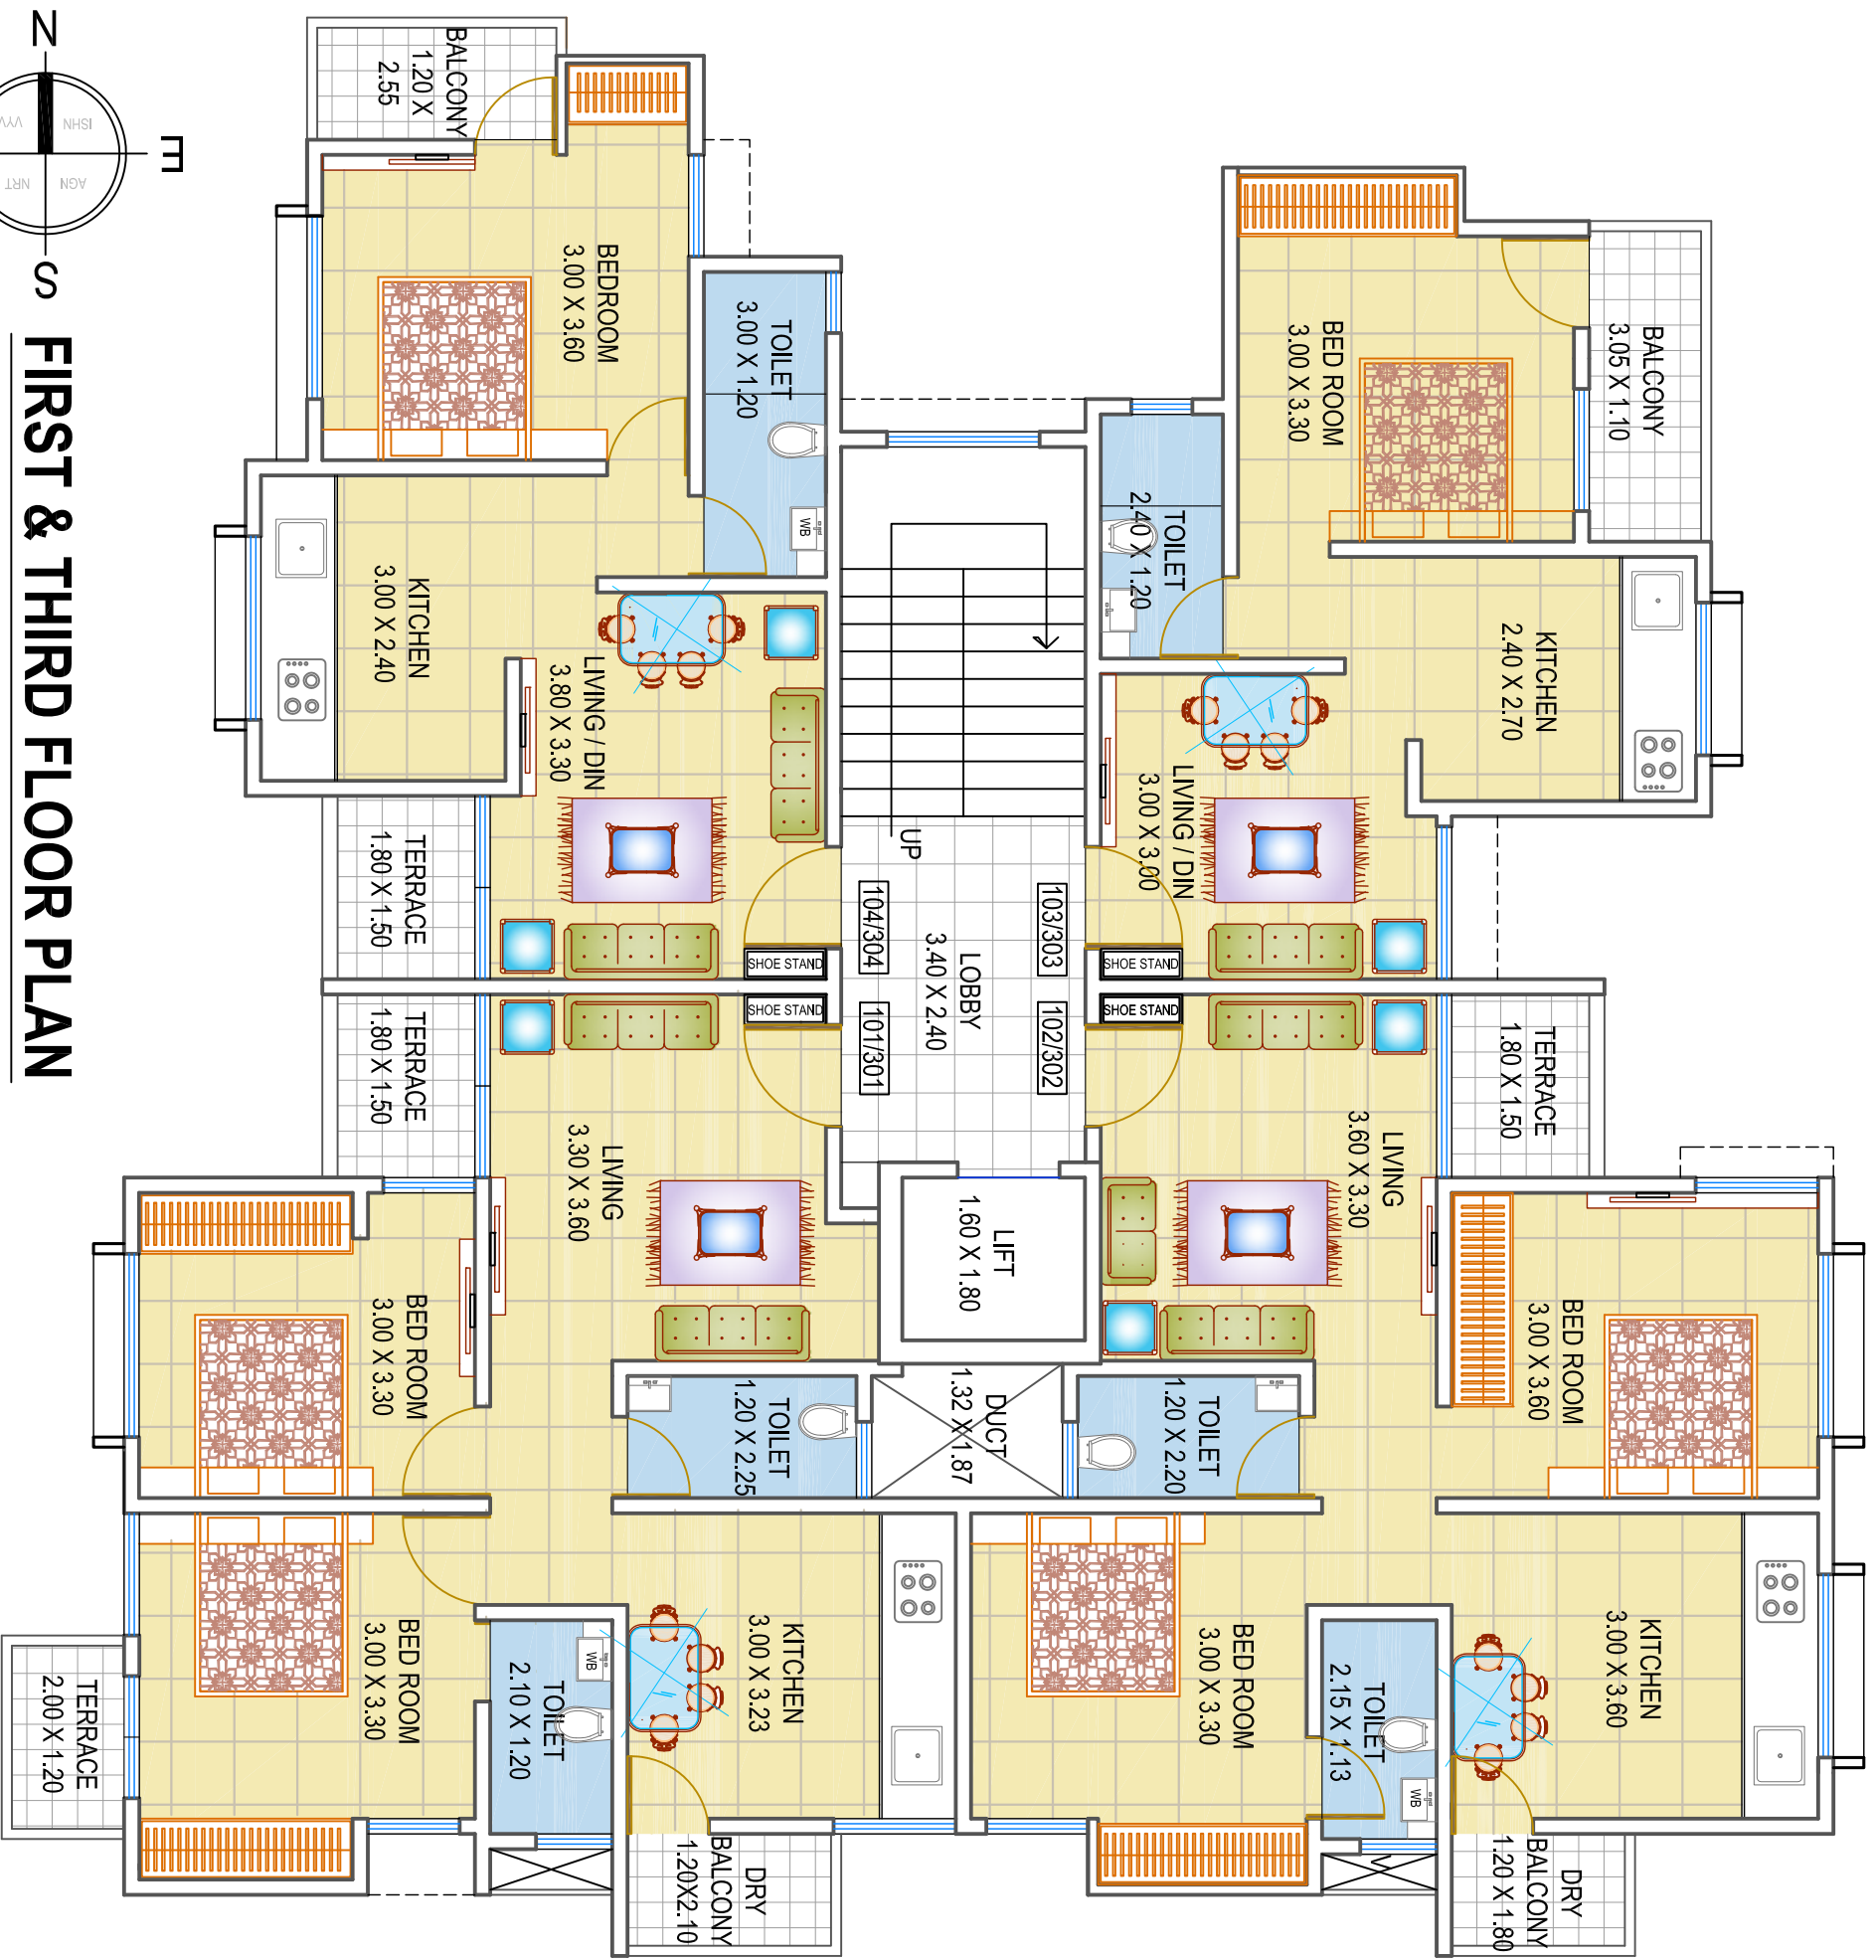 N
E
S
ISHN
VYV
NRT
AGN
FIRST & THIRD FLOOR PLAN
BALCONY
1.20 X
2.55
BEDROOM
3.00 X 3.60
TOILET
3.00 X 1.20
WB
KITCHEN
3.00 X 2.40
LIVING / DIN
3.80 X 3.30
TERRACE
1.80 X 1.50
SHOE STAND
104/304
BALCONY
3.05 X 1.10
BED ROOM
3.00 X 3.30
TOILET
2.40 X 1.20
KITCHEN
2.40 X 2.70
LIVING / DIN
3.00 X 3.00
SHOE STAND
103/303
UP
LOBBY
3.40 X 2.40
101/301
102/302
SHOE STAND
SHOE STAND
TERRACE
1.80 X 1.50
LIVING
3.30 X 3.60
LIFT
1.60 X 1.80
LIVING
3.60 X 3.30
TERRACE
1.80 X 1.50
BED ROOM
3.00 X 3.30
TOILET
1.20 X 2.25
DUCT
1.32 X 1.87
TOILET
1.20 X 2.20
BED ROOM
3.00 X 3.60
TERRACE
2.00 X 1.20
BED ROOM
3.00 X 3.30
TOILET
2.10 X 1.20
WB
KITCHEN
3.00 X 3.23
DRY
BALCONY
1.20X2.10
BED ROOM
3.00 X 3.30
TOILET
2.15 X 1.13
WB
V
KITCHEN
3.00 X 3.60
DRY
BALCONY
1.20 X 1.80